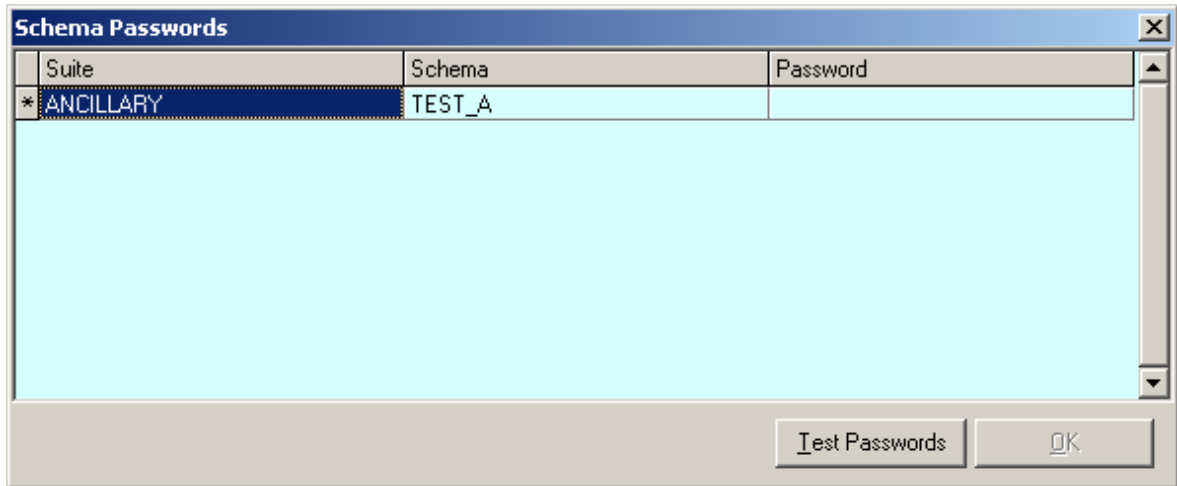 Schema Passwords
Suite Schema Password
* ANCILLARY TEST_A
Test Passwords OK